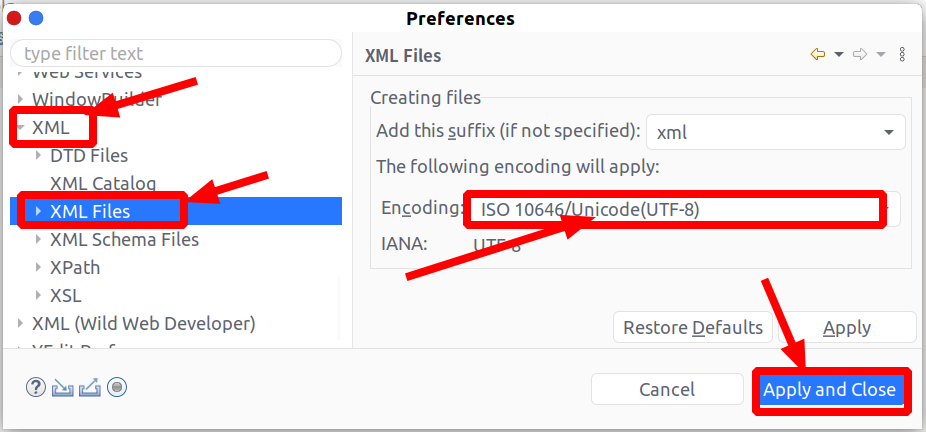 Preferences
type filter text
Web Services
WindowBuilder
XML
DTD Files
XML Catalog
XML Files
XML Schema Files
XPath
XSL
XML (Wild Web Developer)
XML Files
Creating files
Add this suffix (if not specified): xml
The following encoding will apply:
Encoding: ISO 10646/Unicode(UTF-8)
IANA: UTF-8
Restore Defaults Apply
Cancel Apply and Close